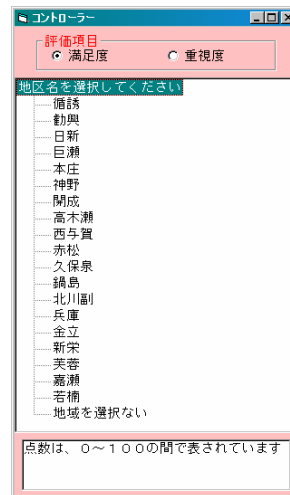 コントローラー
評価項目
満足度 重視度
地区名を選択してください
循誘
勧興
日新
巨瀬
本庄
神野
開成
高木瀬
西与賀
赤松
久保泉
鍋島
北川副
兵庫
金立
新栄
芙蓉
嘉瀬
若楠
地域を選択ない
点数は、０～１００の間で表されています